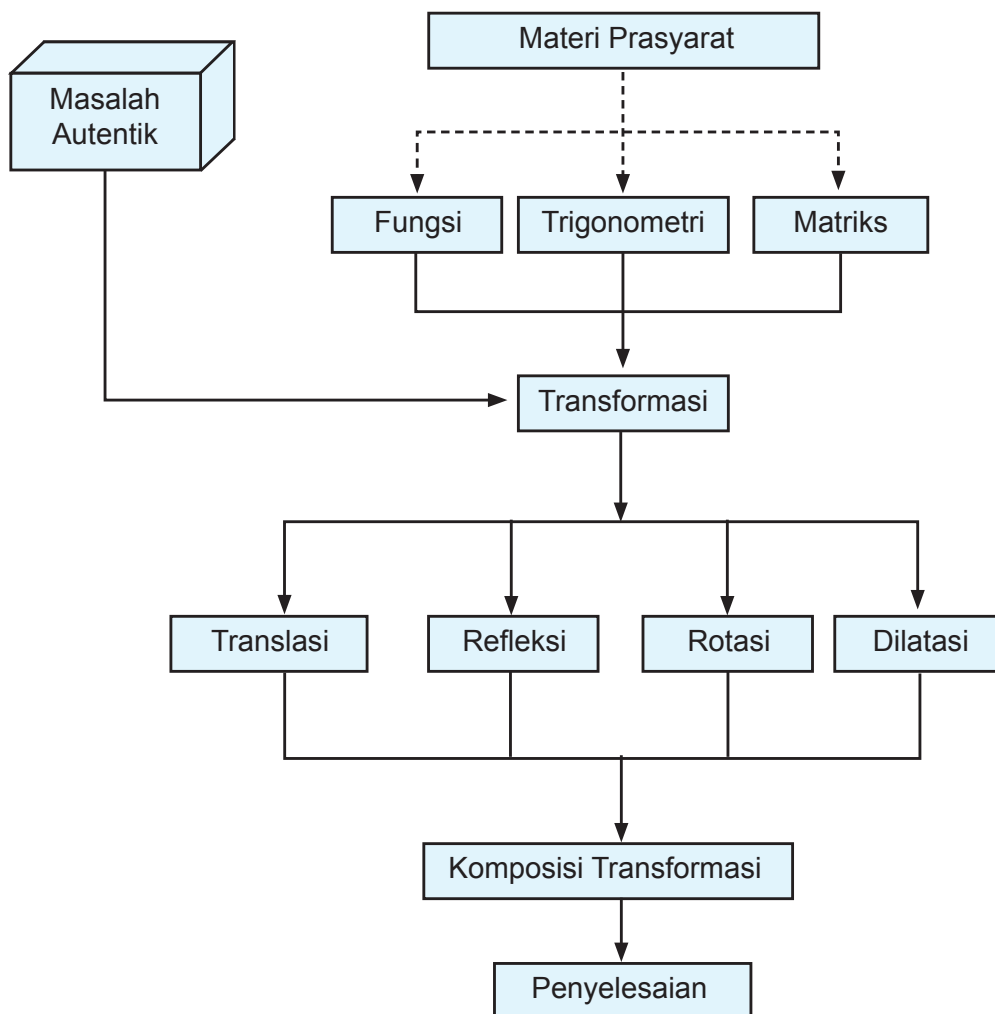 Materi Prasyarat
Masalah
Autentik
Fungsi
Trigonometri
Matriks
Transformasi
Translasi
Refleksi
Rotasi
Dilatasi
Komposisi Transformasi
Penyelesaian